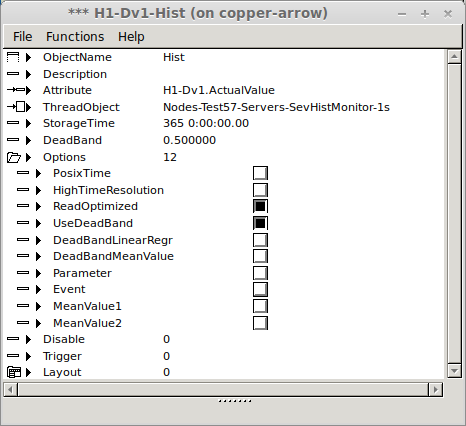 *** H1-Dv1-Hist (on copper-arrow)
File Functions Help
ObjectName Hist
Description
Attribute H1-Dv1.ActualValue
ThreadObject Nodes-Test57-Servers-SevHistMonitor-1s
StorageTime 365 0:00:00.00
DeadBand 0.500000
Options 12
PosixTime
HighTimeResolution
ReadOptimized
UseDeadBand
DeadBandLinearRegr
DeadBandMeanValue
Parameter
Event
MeanValue1
MeanValue2
Disable 0
Trigger 0
Layout 0